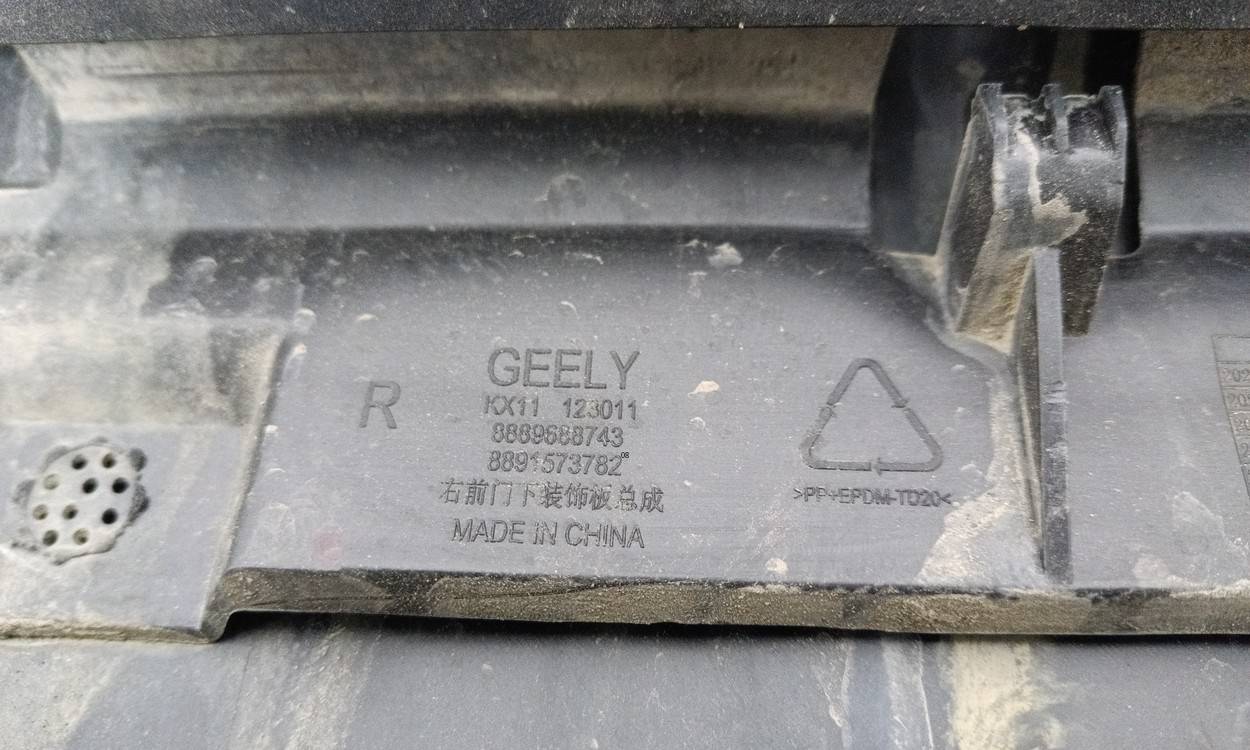 R
GEELY
KX11 123011
8889688743
8891573782 08
右前门下装饰板总成
MADE IN CHINA
>PP+EPDM-TD20<